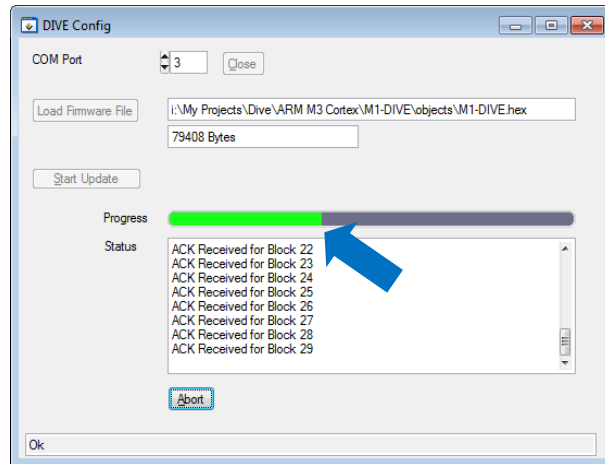 DIVE Config
COM Port 3 Close
Load Firmware File i:\My Projects\Dive\ARM M3 Cortex\M1-DIVE\objects\M1-DIVE.hex
79408 Bytes
Start Update
Progress
Status
ACK Received for Block 22
ACK Received for Block 23
ACK Received for Block 24
ACK Received for Block 25
ACK Received for Block 26
ACK Received for Block 27
ACK Received for Block 28
ACK Received for Block 29
Abort
Ok